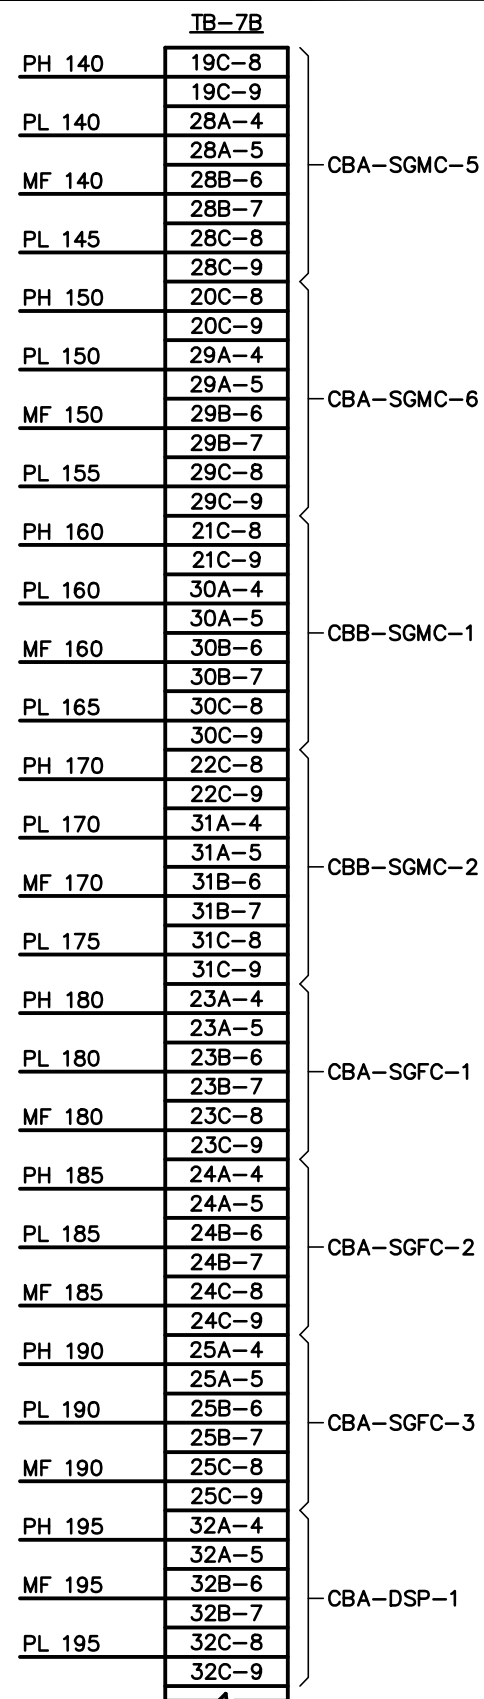 TB-7B
PH 140 19C-8
19C-9
PL 140 28A-4
28A-5
CBA-SGMC-5
MF 140 28B-6
28B-7
PL 145 28C-8
28C-9
PH 150 20C-8
20C-9
PL 150 29A-4
29A-5
CBA-SGMC-6
MF 150 29B-6
29B-7
PL 155 29C-8
29C-9
PH 160 21C-8
21C-9
PL 160 30A-4
30A-5
CBB-SGMC-1
MF 160 30B-6
30B-7
PL 165 30C-8
30C-9
PH 170 22C-8
22C-9
PL 170 31A-4
31A-5
CBB-SGMC-2
MF 170 31B-6
31B-7
PL 175 31C-8
31C-9
PH 180 23A-4
23A-5
PL 180 23B-6
CBA-SGFC-1
23B-7
MF 180 23C-8
23C-9
PH 185 24A-4
24A-5
PL 185 24B-6
CBA-SGFC-2
24B-7
MF 185 24C-8
24C-9
PH 190 25A-4
25A-5
PL 190 25B-6
CBA-SGFC-3
25B-7
MF 190 25C-8
25C-9
PH 195 32A-4
32A-5
MF 195 32B-6
CBA-DSP-1
32B-7
PL 195 32C-8
32C-9